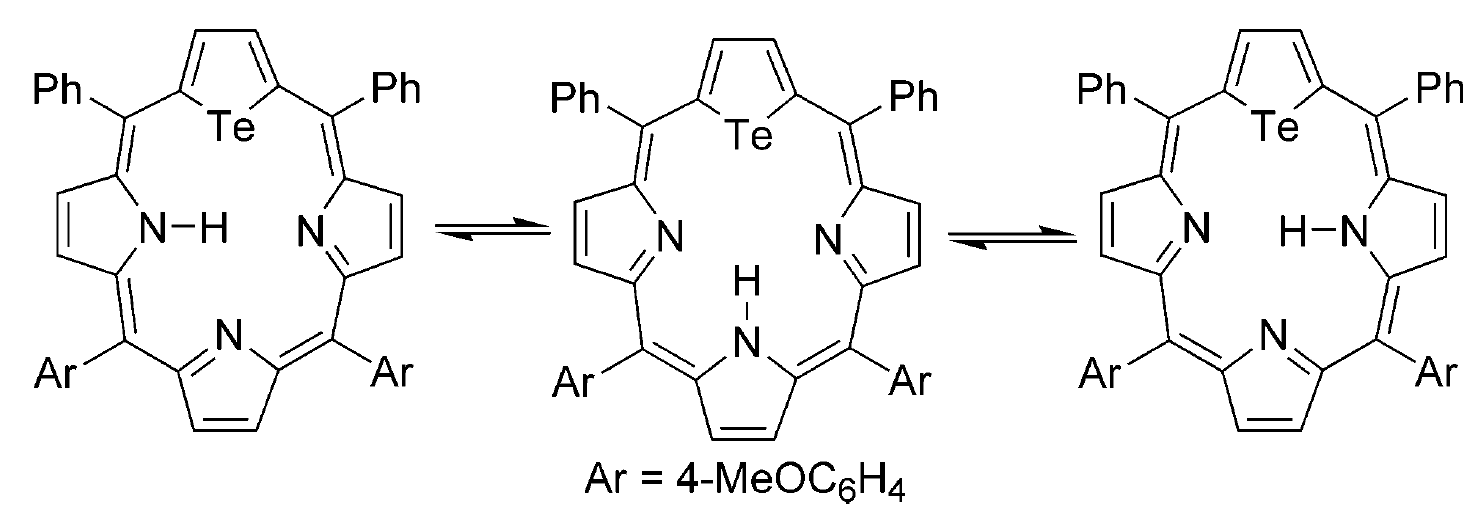 Ph Ph Te N-H N N Ar Ar
Ph Ph Te N N H N Ar Ar
Ph Ph Te N H-N N Ar Ar
Ar = 4-MeOC₆H₄